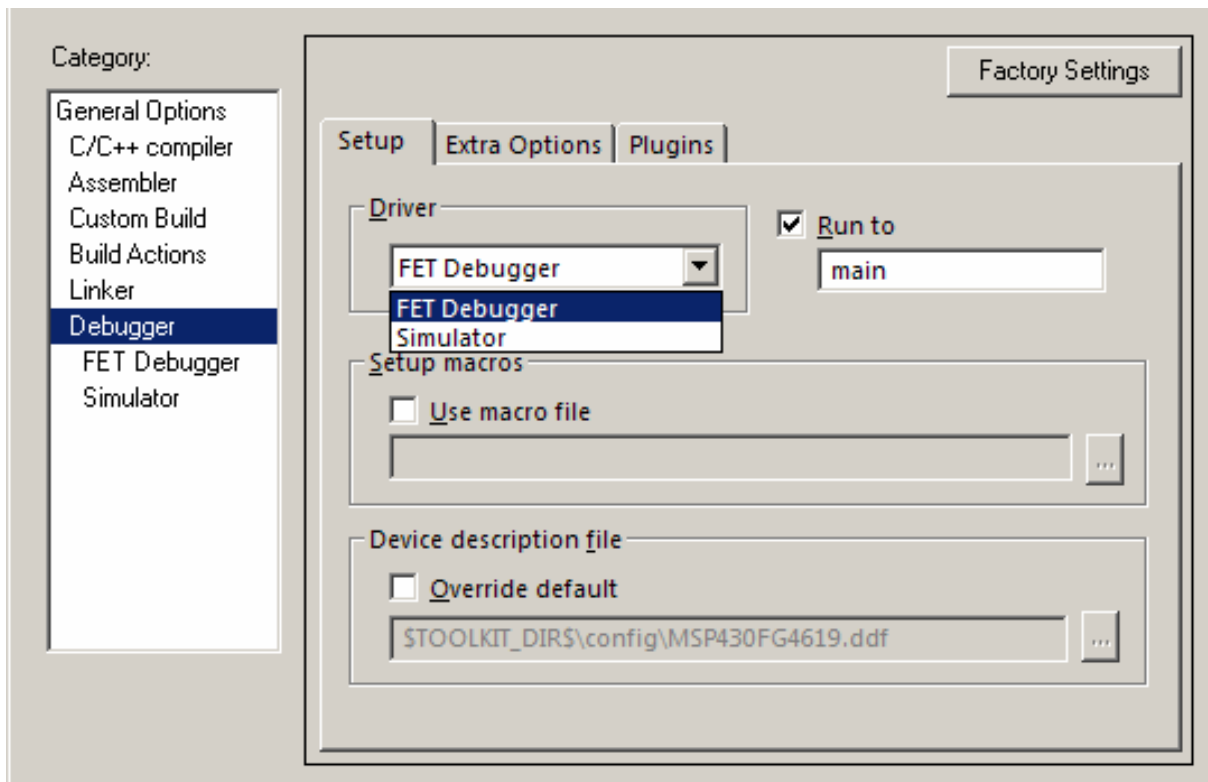 Category:
General Options
C/C++ compiler
Assembler
Custom Build
Build Actions
Linker
Debugger
FET Debugger
Simulator
Factory Settings
Setup
Extra Options
Plugins
Driver
FET Debugger
FET Debugger
Simulator
Run to
main
Setup macros
Use macro file
...
Device description file
Override default
$TOOLKIT_DIR$\config\MSP430FG4619.ddf
...